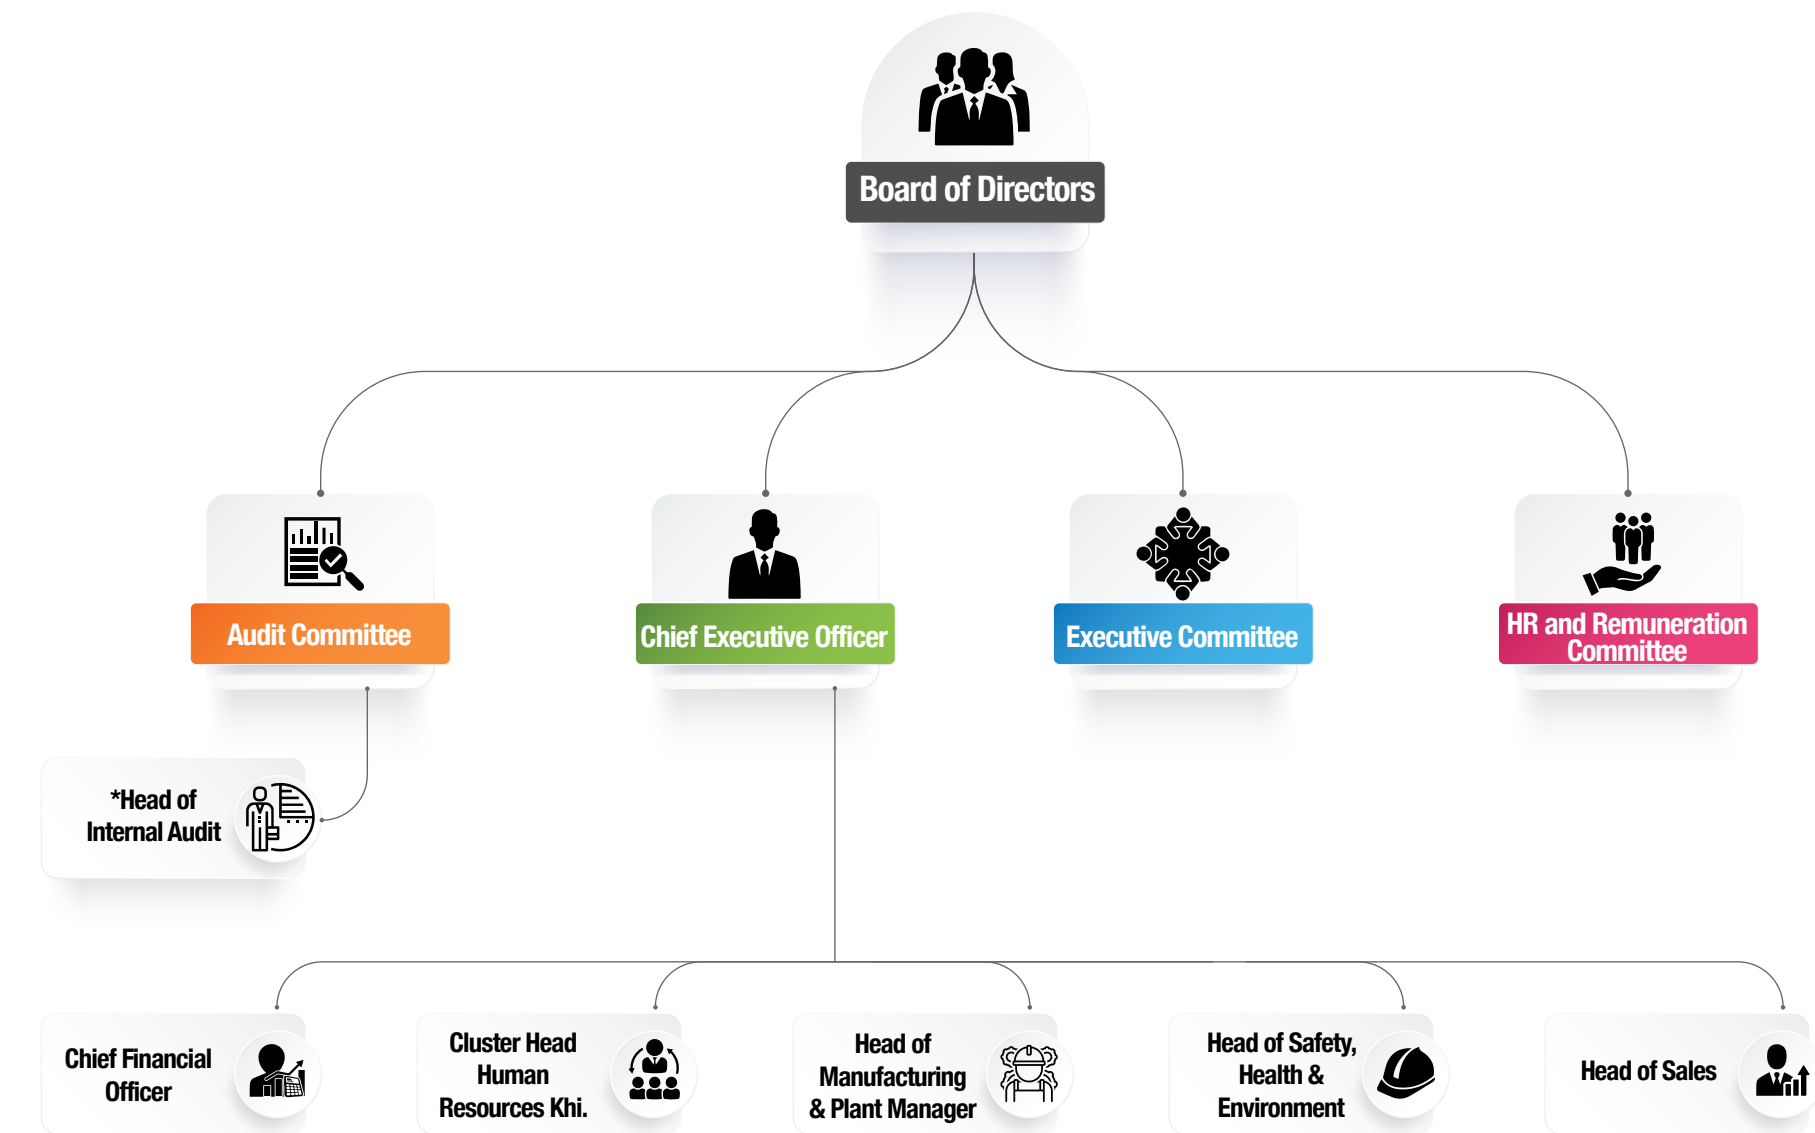 Board of Directors
Audit Committee
Chief Executive Officer
Executive Committee
HR and Remuneration
Committee
*Head of
Internal Audit
Chief Financial
Officer
Cluster Head
Human
Resources Khi.
Head of
Manufacturing
& Plant Manager
Head of Safety,
Health &
Environment
Head of Sales